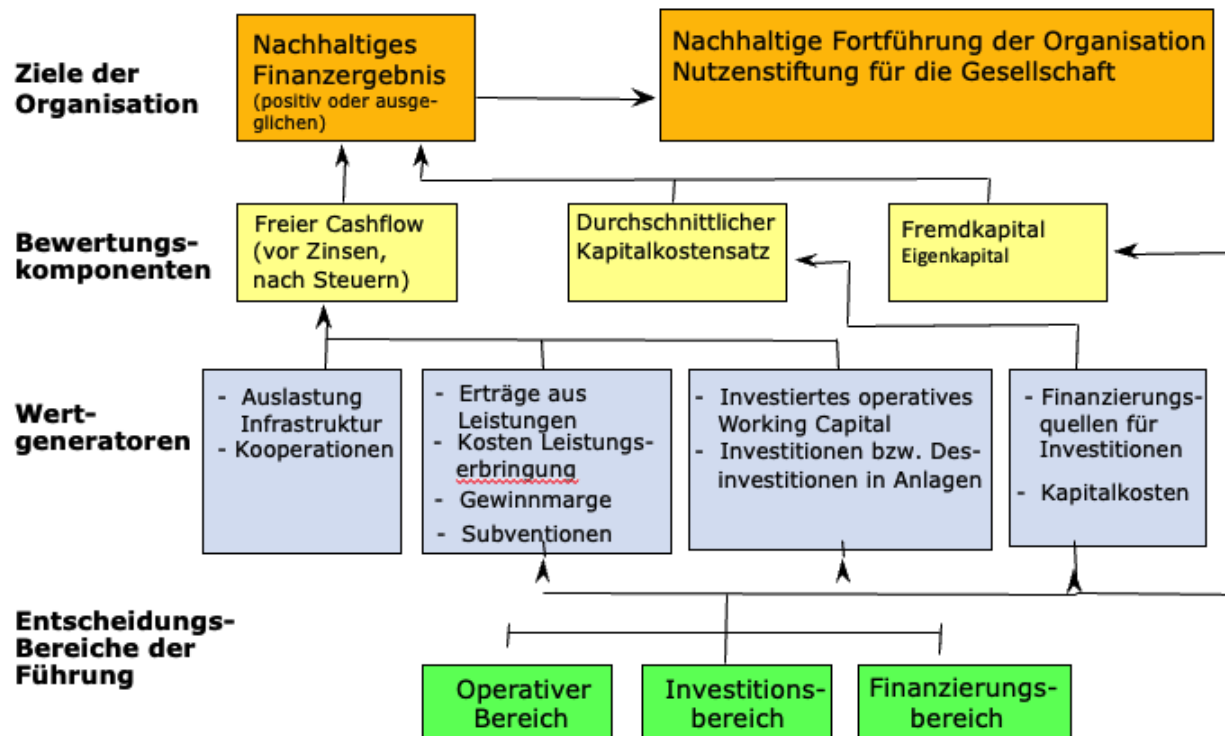 Ziele der
Organisation
Nachhaltiges
Finanzergebnis
(positiv oder ausge-
glichen)
Nachhaltige Fortführung der Organisation
Nutzenstiftung für die Gesellschaft
Bewertungs-
komponenten
Freier Cashflow
(vor Zinsen,
nach Steuern)
Durchschnittlicher
Kapitalkostensatz
Fremdkapital
Eigenkapital
Wert-
generatoren
- Auslastung
Infrastruktur
- Kooperationen
- Erträge aus
Leistungen
- Kosten Leistungs-
erbringung
- Gewinnmarge
- Subventionen
- Investiertes operatives
Working Capital
- Investitionen bzw. Des-
investitionen in Anlagen
- Finanzierungs-
quellen für
Investitionen
- Kapitalkosten
Entscheidungs-
Bereiche der
Führung
Operativer
Bereich
Investitions-
bereich
Finanzierungs-
bereich